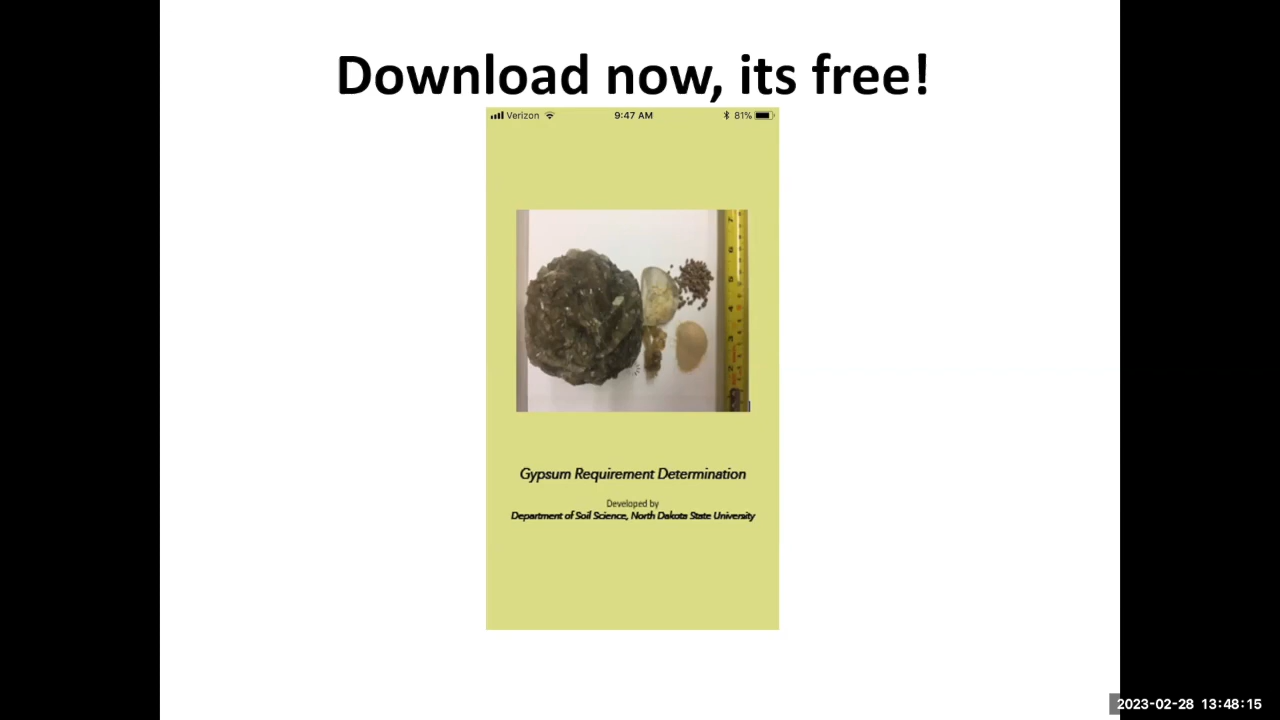 Download now, its free!
Verizon 9:47 AM 81%
Gypsum Requirement Determination
Developed by
Department of Soil Science, North Dakota State University
2023-02-28 13:48:15